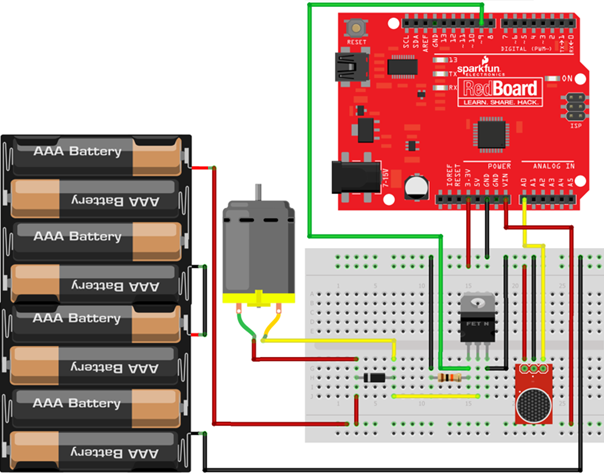 RESET
SCL
SDA
AREF
GND
13
12
~11
~10
~9
8
7
~6
~5
4
~3
2
DIGITAL (PWM~)
13
TX
RX
ON
sparkfun
ELECTRONICS
RedBoard
LEARN. SHARE. HACK.
ISP
7-15V
POWER
ANALOG IN
IOREF
RESET
3.3V
5V
GND
GND
VIN
A0
A1
A2
A3
A4
A5
AAA Battery
AAA Battery
AAA Battery
AAA Battery
AAA Battery
AAA Battery
AAA Battery
AAA Battery
FET N
1
5
10
15